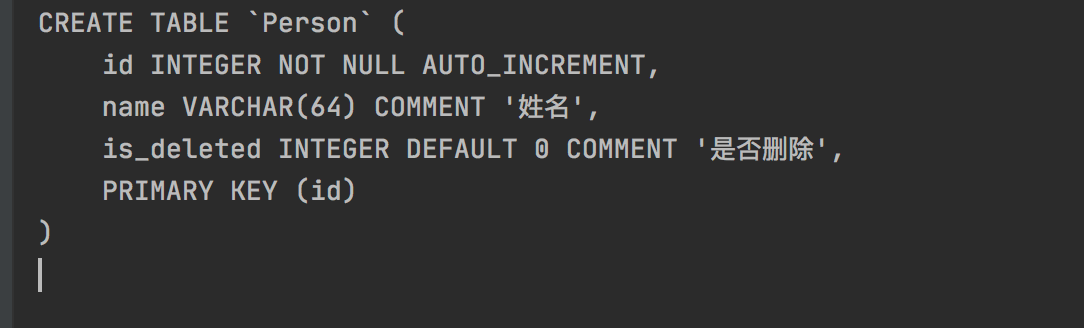 CREATE TABLE `Person` (
    id INTEGER NOT NULL AUTO_INCREMENT,
    name VARCHAR(64) COMMENT '姓名',
    is_deleted INTEGER DEFAULT 0 COMMENT '是否删除',
    PRIMARY KEY (id)
)